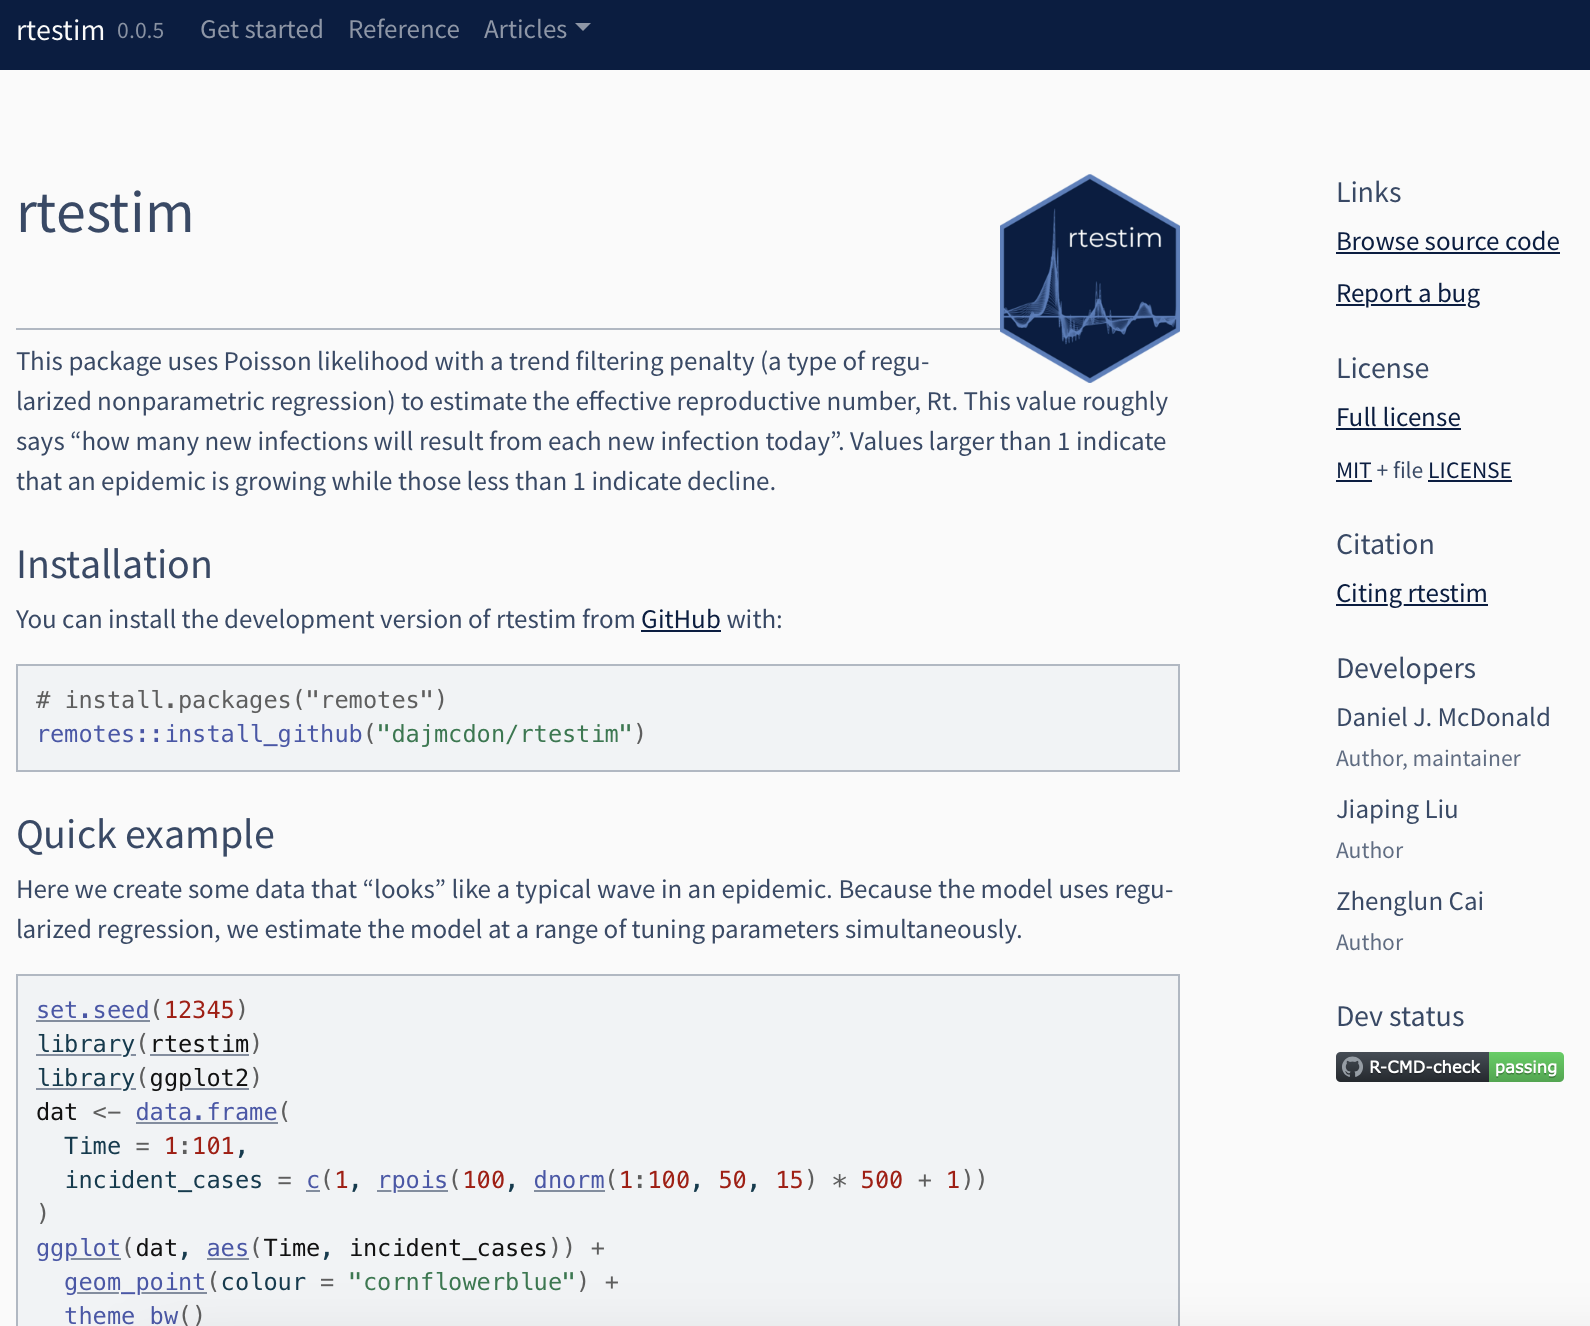 rtestim 0.0.5 Get started Reference Articles
rtestim
rtestim
This package uses Poisson likelihood with a trend filtering penalty (a type of regu-
larized nonparametric regression) to estimate the effective reproductive number, Rt. This value roughly
says “how many new infections will result from each new infection today”. Values larger than 1 indicate
that an epidemic is growing while those less than 1 indicate decline.
Installation
You can install the development version of rtestim from GitHub with:
# install.packages("remotes")
remotes::install_github("dajmcdon/rtestim")
Quick example
Here we create some data that “looks” like a typical wave in an epidemic. Because the model uses regu-
larized regression, we estimate the model at a range of tuning parameters simultaneously.
set.seed(12345)
library(rtestim)
library(ggplot2)
dat <- data.frame(
  Time = 1:101,
  incident_cases = c(1, rpois(100, dnorm(1:100, 50, 15) * 500 + 1))
)
ggplot(dat, aes(Time, incident_cases)) +
  geom_point(colour = "cornflowerblue") +
  theme_bw()
Links
Browse source code
Report a bug
License
Full license
MIT + file LICENSE
Citation
Citing rtestim
Developers
Daniel J. McDonald
Author, maintainer
Jiaping Liu
Author
Zhenglun Cai
Author
Dev status
R-CMD-check passing